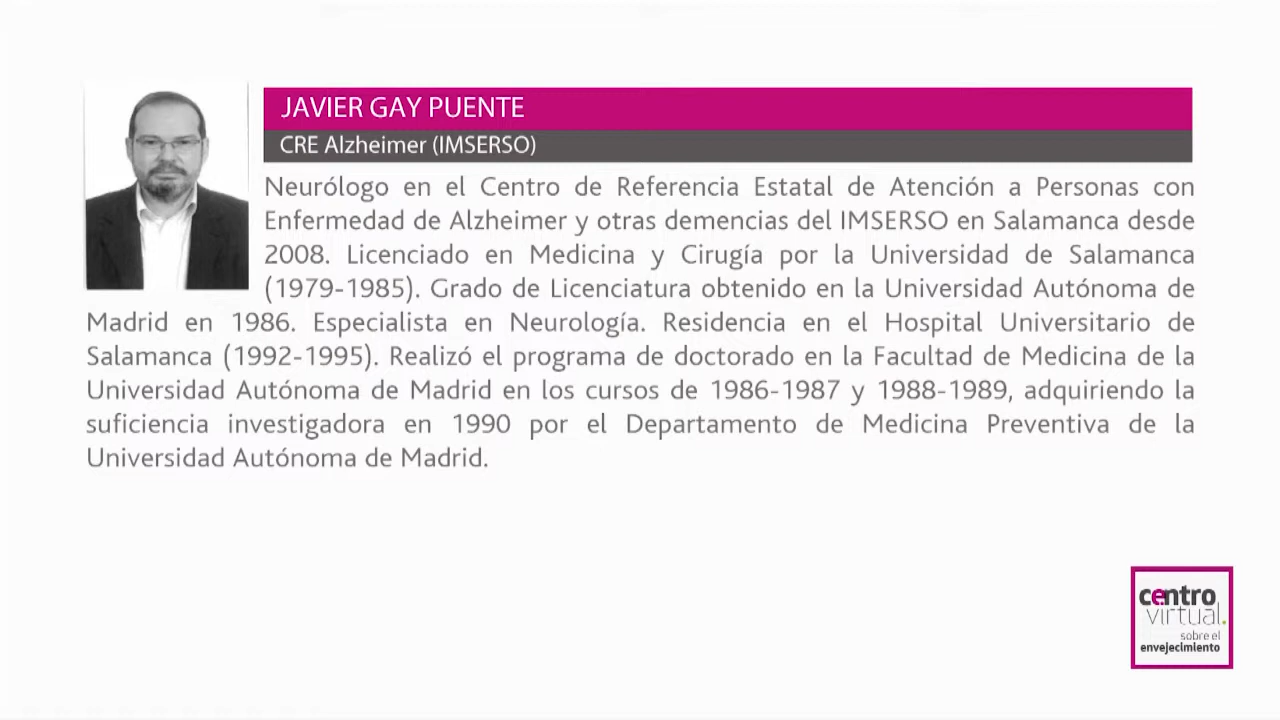 JAVIER GAY PUENTE
CRE Alzheimer (IMSERSO)
Neurólogo en el Centro de Referencia Estatal de Atención a Personas con
Enfermedad de Alzheimer y otras demencias del IMSERSO en Salamanca desde
2008. Licenciado en Medicina y Cirugía por la Universidad de Salamanca
(1979-1985). Grado de Licenciatura obtenido en la Universidad Autónoma de
Madrid en 1986. Especialista en Neurología. Residencia en el Hospital Universitario de
Salamanca (1992-1995). Realizó el programa de doctorado en la Facultad de Medicina de la
Universidad Autónoma de Madrid en los cursos de 1986-1987 y 1988-1989, adquiriendo la
suficiencia investigadora en 1990 por el Departamento de Medicina Preventiva de la
Universidad Autónoma de Madrid.
centro
virtual.
sobre el
envejecimiento